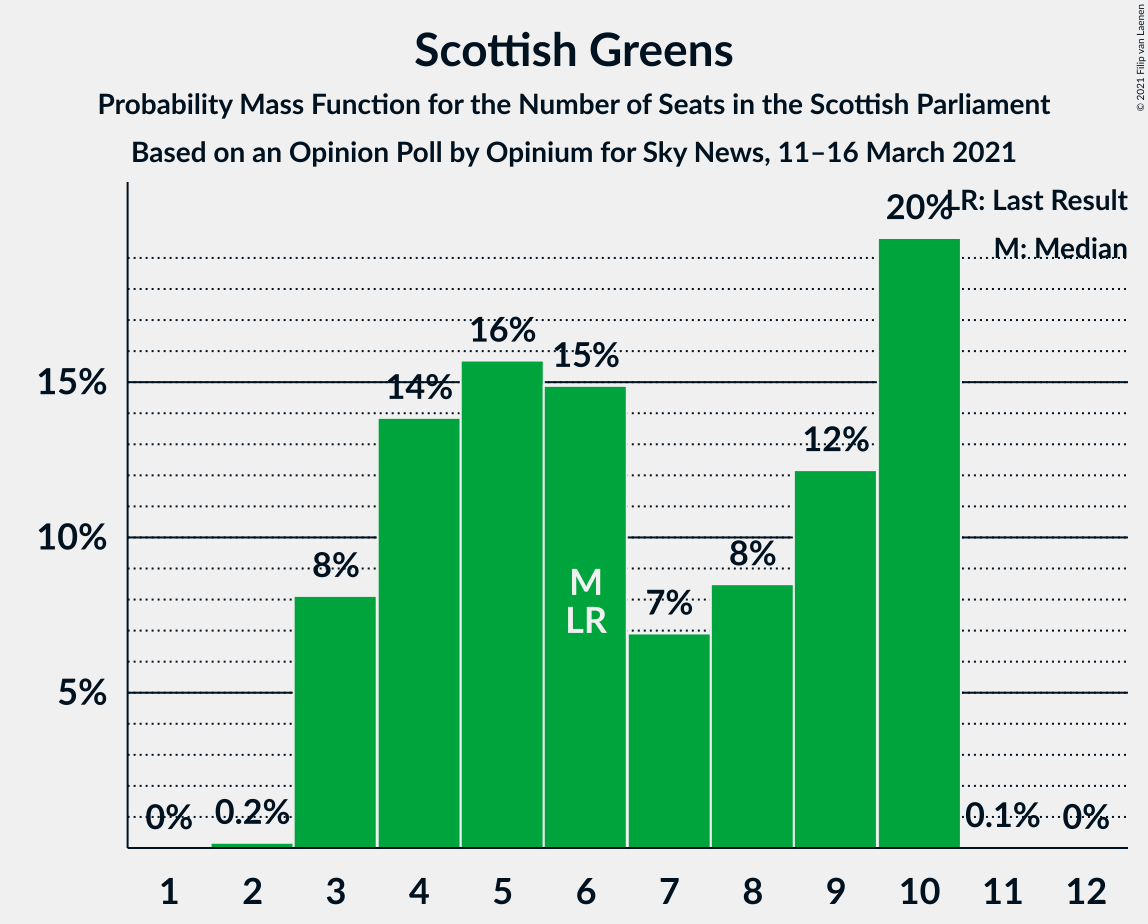 Scottish Greens
Probability Mass Function for the Number of Seats in the Scottish Parliament
Based on an Opinion Poll by Opinium for Sky News, 11–16 March 2021
© 2021 Filip van Laenen
LR: Last Result
M: Median
15%
10%
5%
0%
0.2%
8%
14%
16%
15%
7%
8%
12%
20%
0.1%
0%
M
LR
1 2 3 4 5 6 7 8 9 10 11 12